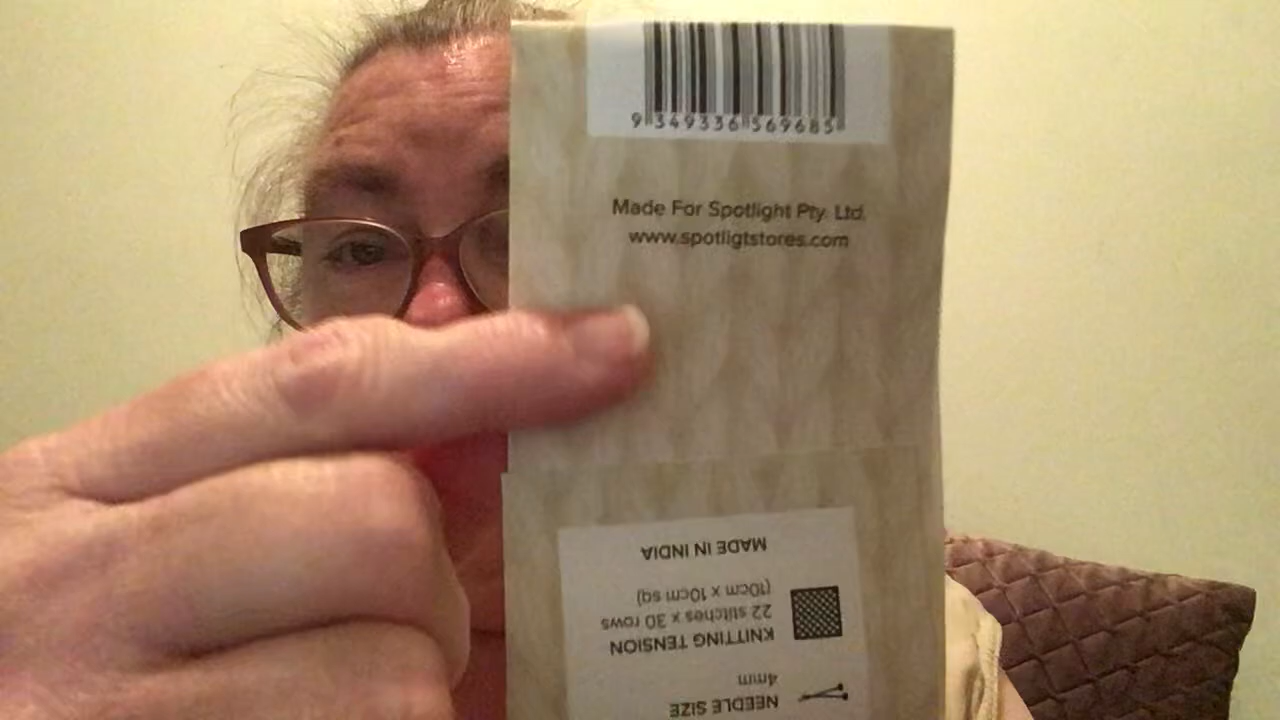 9 349336 569685
Made For Spotlight Pty. Ltd.
www.spotligtstores.com
MADE IN INDIA
(10cm x 10cm sq)
22 stitches x 30 rows
KNITTING TENSION
4mm
NEEDLE SIZE